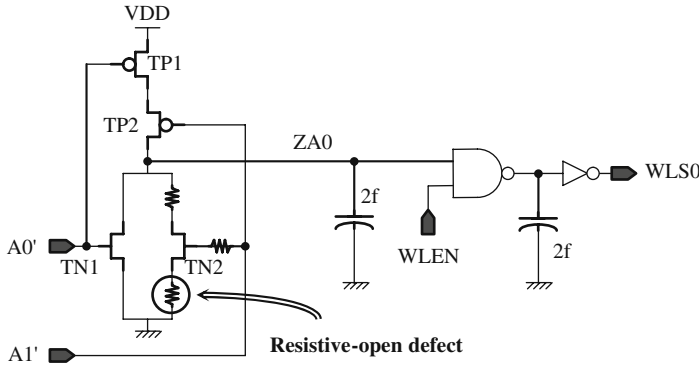 VDD
TP1
TP2
ZA0
WLS0
2f
A0'
TN1
TN2
WLEN
2f
A1'
Resistive-open defect